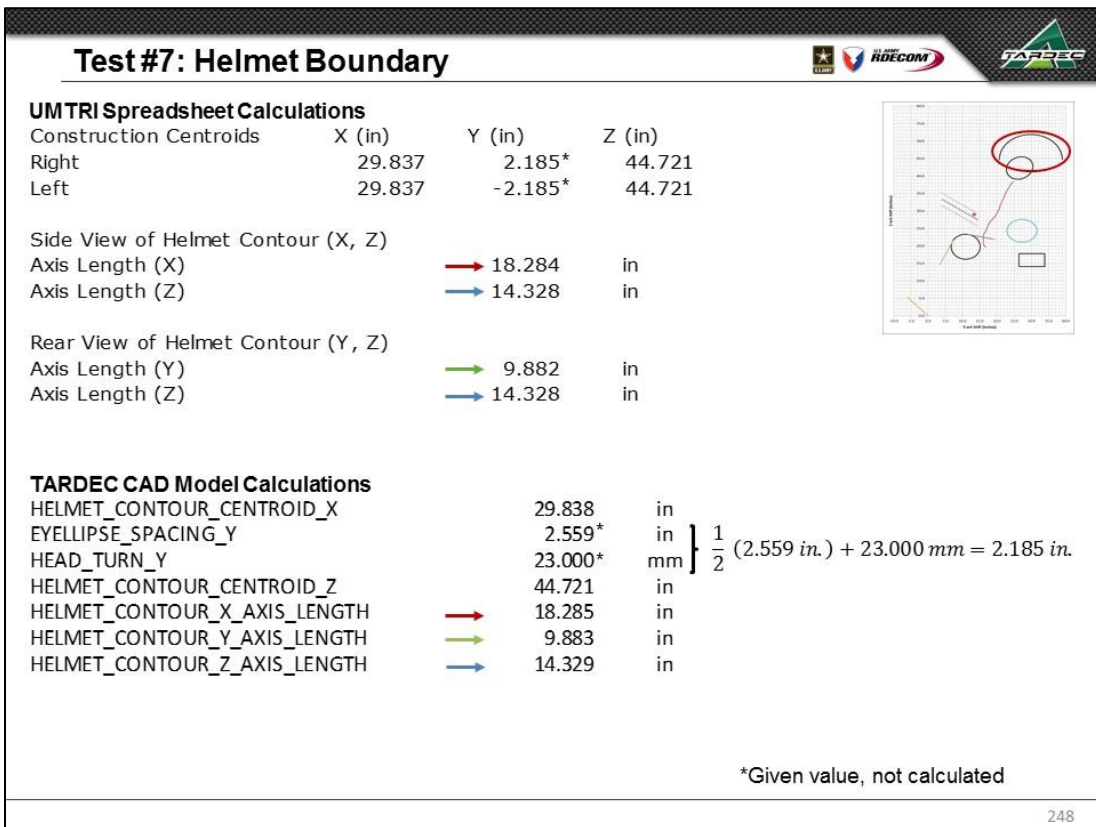 Test #7: Helmet Boundary
U.S. ARMY
U.S. ARMY
RDECOM
TARDEC
UMTRI Spreadsheet Calculations
Construction Centroids X (in) Y (in) Z (in)
Right 29.837 2.185* 44.721
Left 29.837 -2.185* 44.721
Side View of Helmet Contour (X, Z)
Axis Length (X) 18.284 in
Axis Length (Z) 14.328 in
Rear View of Helmet Contour (Y, Z)
Axis Length (Y) 9.882 in
Axis Length (Z) 14.328 in
TARDEC CAD Model Calculations
HELMET_CONTOUR_CENTROID_X 29.838 in
EYELLIPSE_SPACING_Y 2.559* in
HEAD_TURN_Y 23.000* mm
1/2 (2.559 in.) + 23.000 mm = 2.185 in.
HELMET_CONTOUR_CENTROID_Z 44.721 in
HELMET_CONTOUR_X_AXIS_LENGTH 18.285 in
HELMET_CONTOUR_Y_AXIS_LENGTH 9.883 in
HELMET_CONTOUR_Z_AXIS_LENGTH 14.329 in
*Given value, not calculated
248